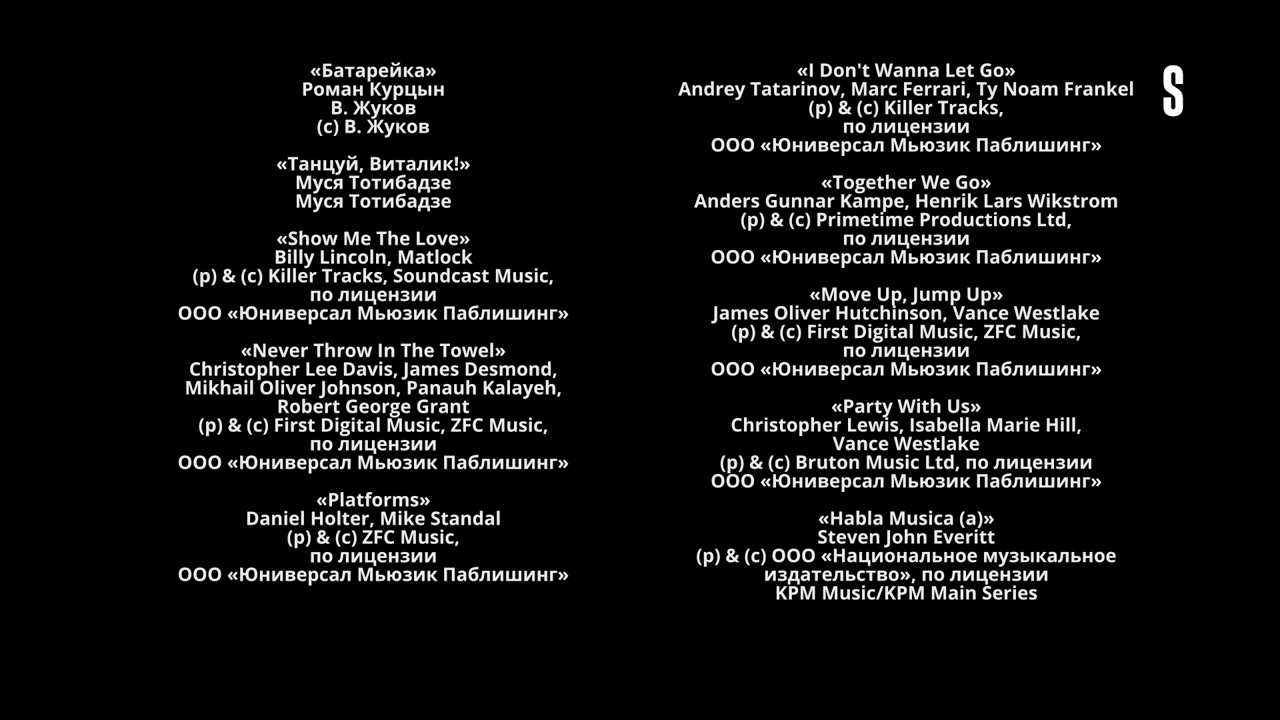 «Батарейка»
Роман Курцын
В. Жуков
(с) В. Жуков
«Танцуй, Виталик!»
Муся Тотибадзе
Муся Тотибадзе
«Show Me The Love»
Billy Lincoln, Matlock
(p) & (c) Killer Tracks, Soundcast Music,
по лицензии
ООО «Юниверсал Мьюзик Паблишинг»
«Never Throw In The Towel»
Christopher Lee Davis, James Desmond,
Mikhail Oliver Johnson, Panauh Kalayeh,
Robert George Grant
(p) & (c) First Digital Music, ZFC Music,
по лицензии
ООО «Юниверсал Мьюзик Паблишинг»
«Platforms»
Daniel Holter, Mike Standal
(p) & (c) ZFC Music,
по лицензии
ООО «Юниверсал Мьюзик Паблишинг»
«I Don't Wanna Let Go»
Andrey Tatarinov, Marc Ferrari, Ty Noam Frankel
(p) & (c) Killer Tracks,
по лицензии
ООО «Юниверсал Мьюзик Паблишинг»
«Together We Go»
Anders Gunnar Kampe, Henrik Lars Wikstrom
(p) & (c) Primetime Productions Ltd,
по лицензии
ООО «Юниверсал Мьюзик Паблишинг»
«Move Up, Jump Up»
James Oliver Hutchinson, Vance Westlake
(p) & (c) First Digital Music, ZFC Music,
по лицензии
ООО «Юниверсал Мьюзик Паблишинг»
«Party With Us»
Christopher Lewis, Isabella Marie Hill,
Vance Westlake
(p) & (c) Bruton Music Ltd, по лицензии
ООО «Юниверсал Мьюзик Паблишинг»
«Habla Musica (a)»
Steven John Everitt
(p) & (c) ООО «Национальное музыкальное
издательство», по лицензии
KPM Music/KPM Main Series
S